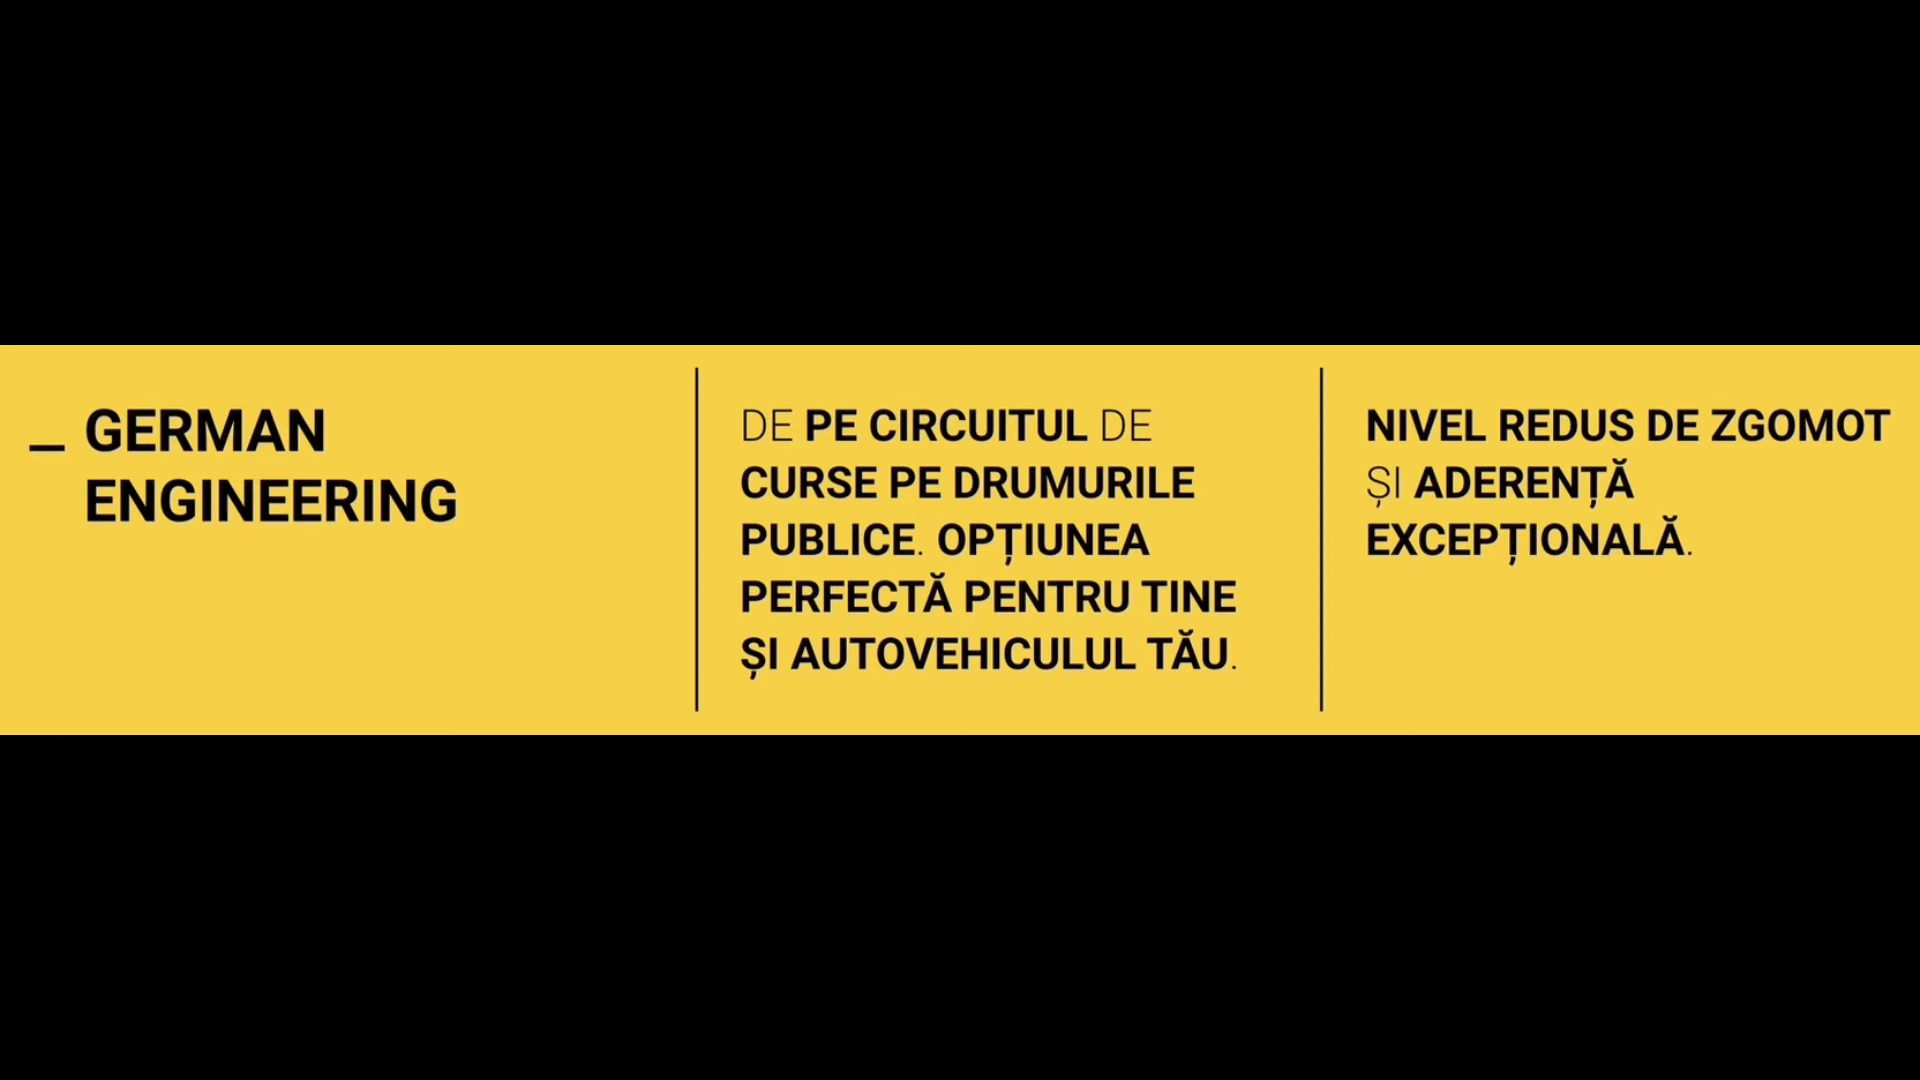 GERMAN
ENGINEERING
DE PE CIRCUITUL DE
CURSE PE DRUMURILE
PUBLICE. OPȚIUNEA
PERFECTĂ PENTRU TINE
ȘI AUTOVEHICULUL TĂU.
NIVEL REDUS DE ZGOMOT
ȘI ADERENȚĂ
EXCEPȚIONALĂ.